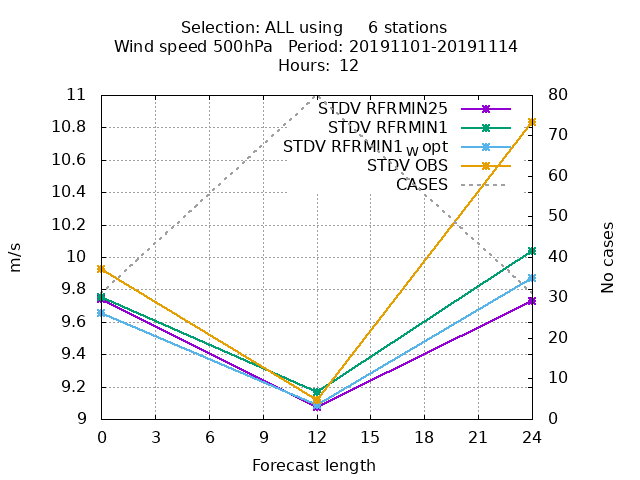 Selection: ALL using     6 stations
Wind speed 500hPa   Period: 20191101-20191114
Hours: 12
STDV RFRMIN25
STDV RFRMIN1
STDV RFRMIN1_W opt
STDV OBS
CASES
11
10.8
10.6
10.4
10.2
10
9.8
9.6
9.4
9.2
9
m/s
80
70
60
50
40
30
20
10
0
No cases
0 3 6 9 12 15 18 21 24
Forecast length